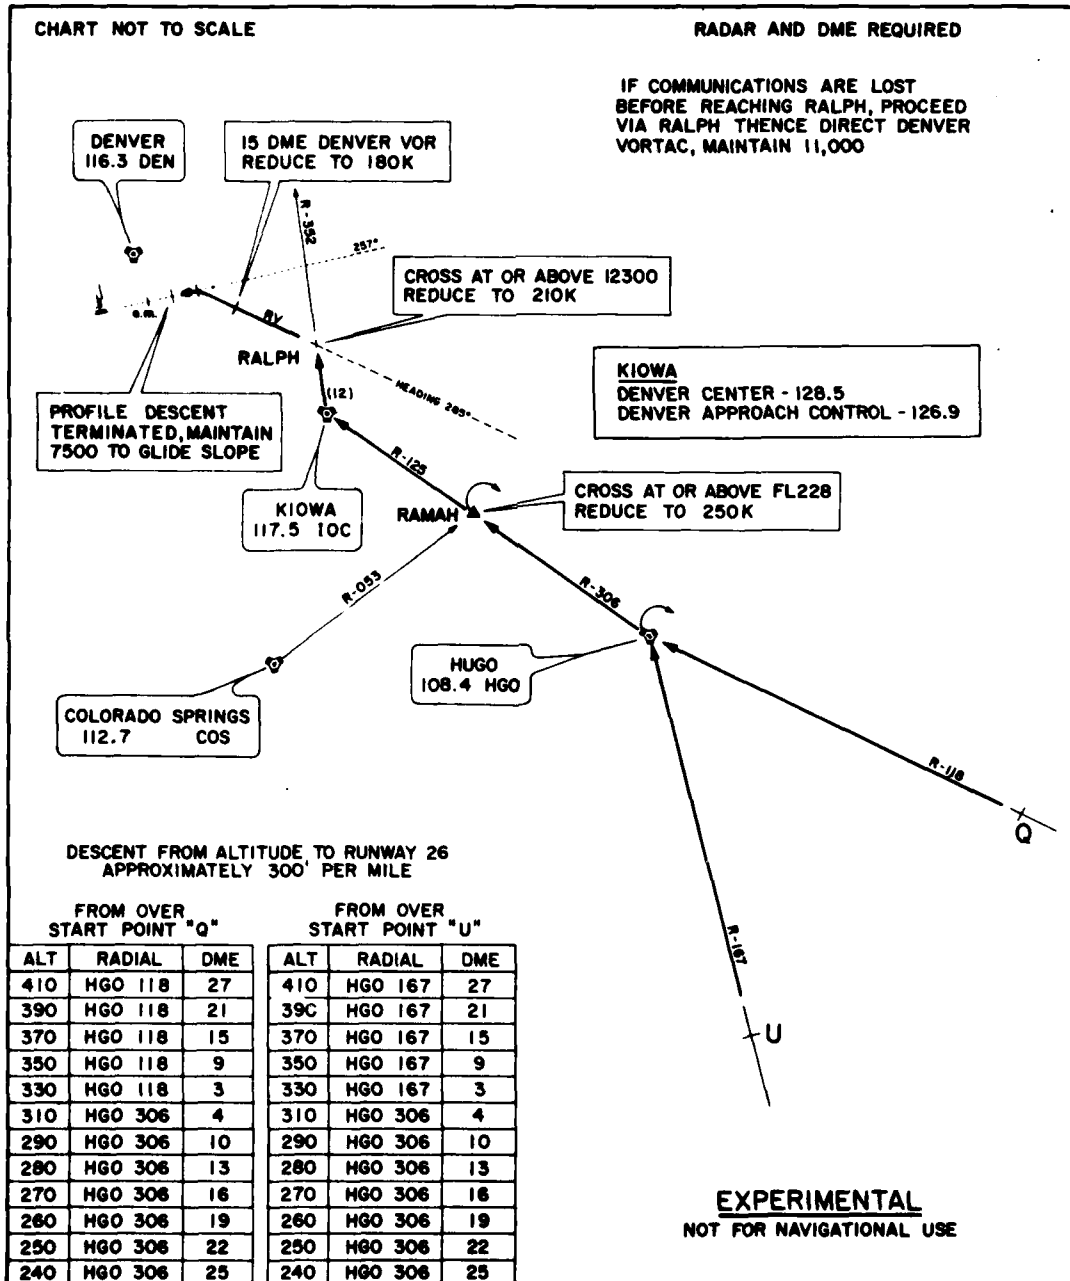 CHART NOT TO SCALE
RADAR AND DME REQUIRED
IF COMMUNICATIONS ARE LOST
BEFORE REACHING RALPH, PROCEED
VIA RALPH THENCE DIRECT DENVER
VORTAC, MAINTAIN 11,000
DENVER
116.3 DEN
15 DME DENVER VOR
REDUCE TO 180K
R-352
257°
CROSS AT OR ABOVE 12300
REDUCE TO 210K
o.m.
RV
RALPH
HEADING 285°
(12)
KIOWA
DENVER CENTER - 128.5
DENVER APPROACH CONTROL - 126.9
PROFILE DESCENT
TERMINATED, MAINTAIN
7500 TO GLIDE SLOPE
R-125
KIOWA
117.5 IOC
RAMAH
CROSS AT OR ABOVE FL228
REDUCE TO 250K
R-053
R-306
HUGO
108.4 HGO
COLORADO SPRINGS
112.7 COS
R-118
Q
R-167
U
DESCENT FROM ALTITUDE TO RUNWAY 26
APPROXIMATELY 300' PER MILE
FROM OVER
START POINT "Q"
ALT RADIAL DME
410 HGO 118 27
390 HGO 118 21
370 HGO 118 15
350 HGO 118 9
330 HGO 118 3
310 HGO 306 4
290 HGO 306 10
280 HGO 306 13
270 HGO 306 16
260 HGO 306 19
250 HGO 306 22
240 HGO 306 25
FROM OVER
START POINT "U"
ALT RADIAL DME
410 HGO 167 27
390 HGO 167 21
370 HGO 167 15
350 HGO 167 9
330 HGO 167 3
310 HGO 306 4
290 HGO 306 10
280 HGO 306 13
270 HGO 306 16
260 HGO 306 19
250 HGO 306 22
240 HGO 306 25
EXPERIMENTAL
NOT FOR NAVIGATIONAL USE